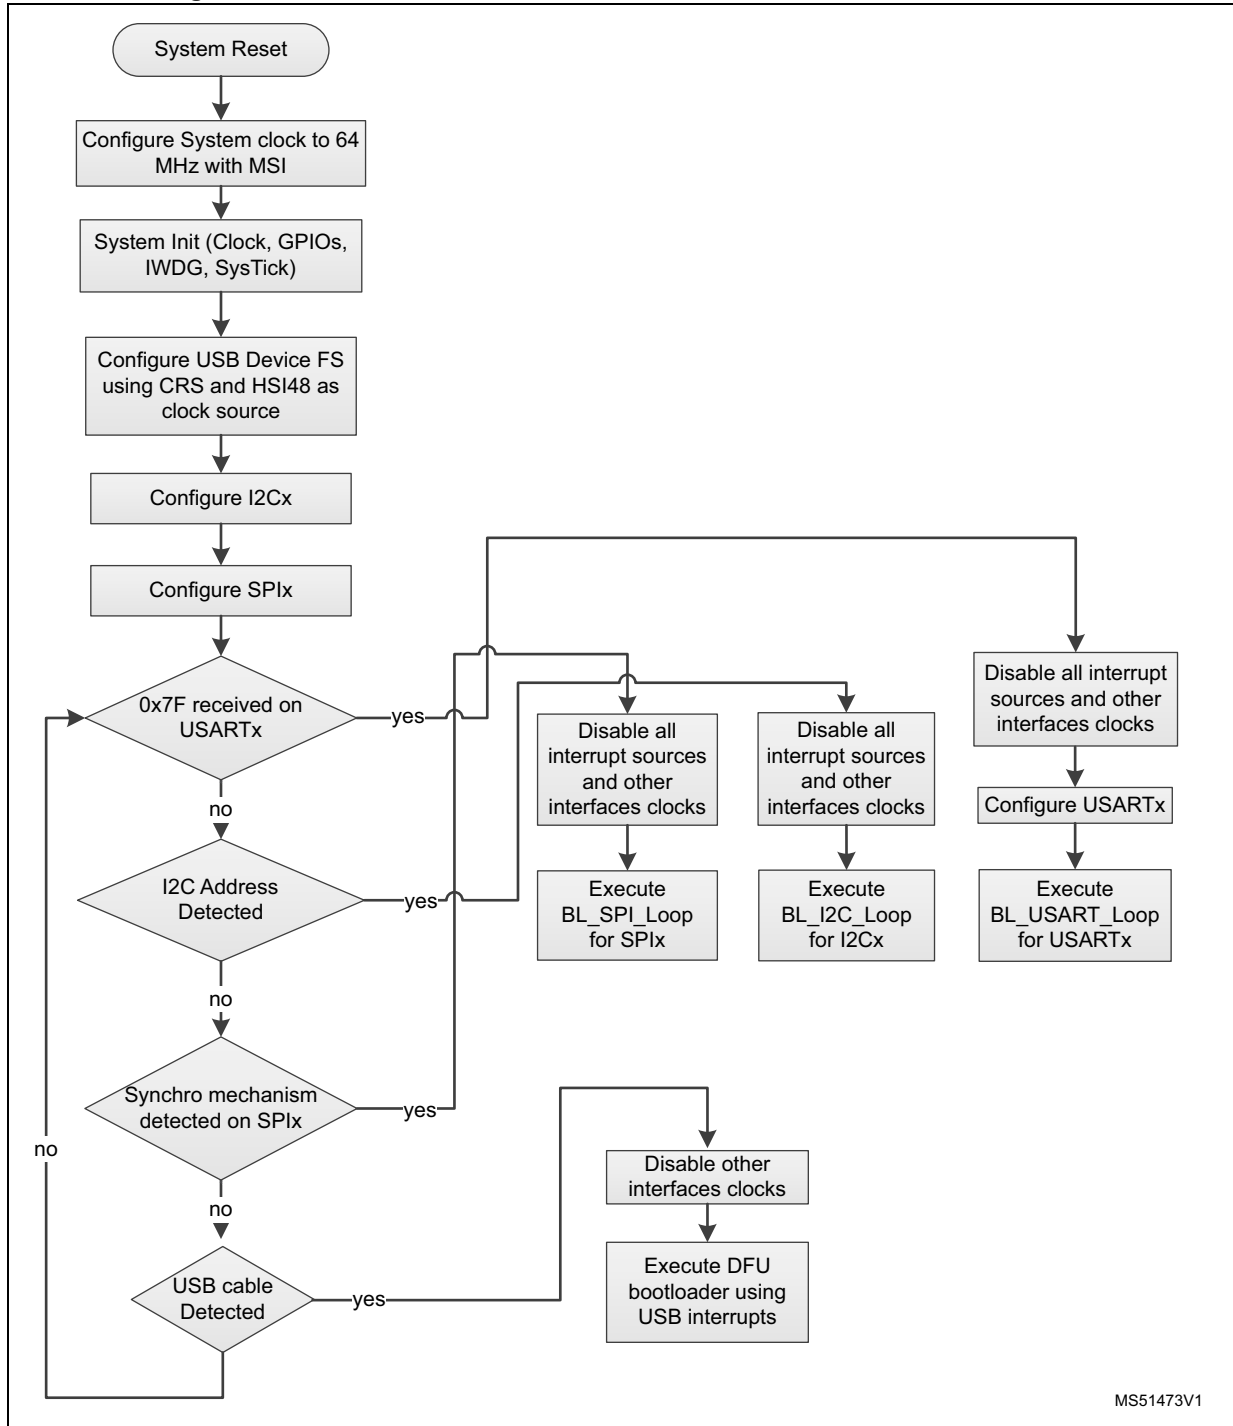 System Reset
Configure System clock to 64
MHz with MSI
System Init (Clock, GPIOs,
IWDG, SysTick)
Configure USB Device FS
using CRS and HSI48 as
clock source
Configure I2Cx
Configure SPIx
0x7F received on
USARTx
yes
no
I2C Address
Detected
yes
no
Synchro mechanism
detected on SPIx
yes
no
no
USB cable
Detected
yes
Disable all
interrupt sources
and other
interfaces clocks
Execute
BL_SPI_Loop
for SPIx
Disable all
interrupt sources
and other
interfaces clocks
Execute
BL_I2C_Loop
for I2Cx
Disable all interrupt
sources and other
interfaces clocks
Configure USARTx
Execute
BL_USART_Loop
for USARTx
Disable other
interfaces clocks
Execute DFU
bootloader using
USB interrupts
MS51473V1